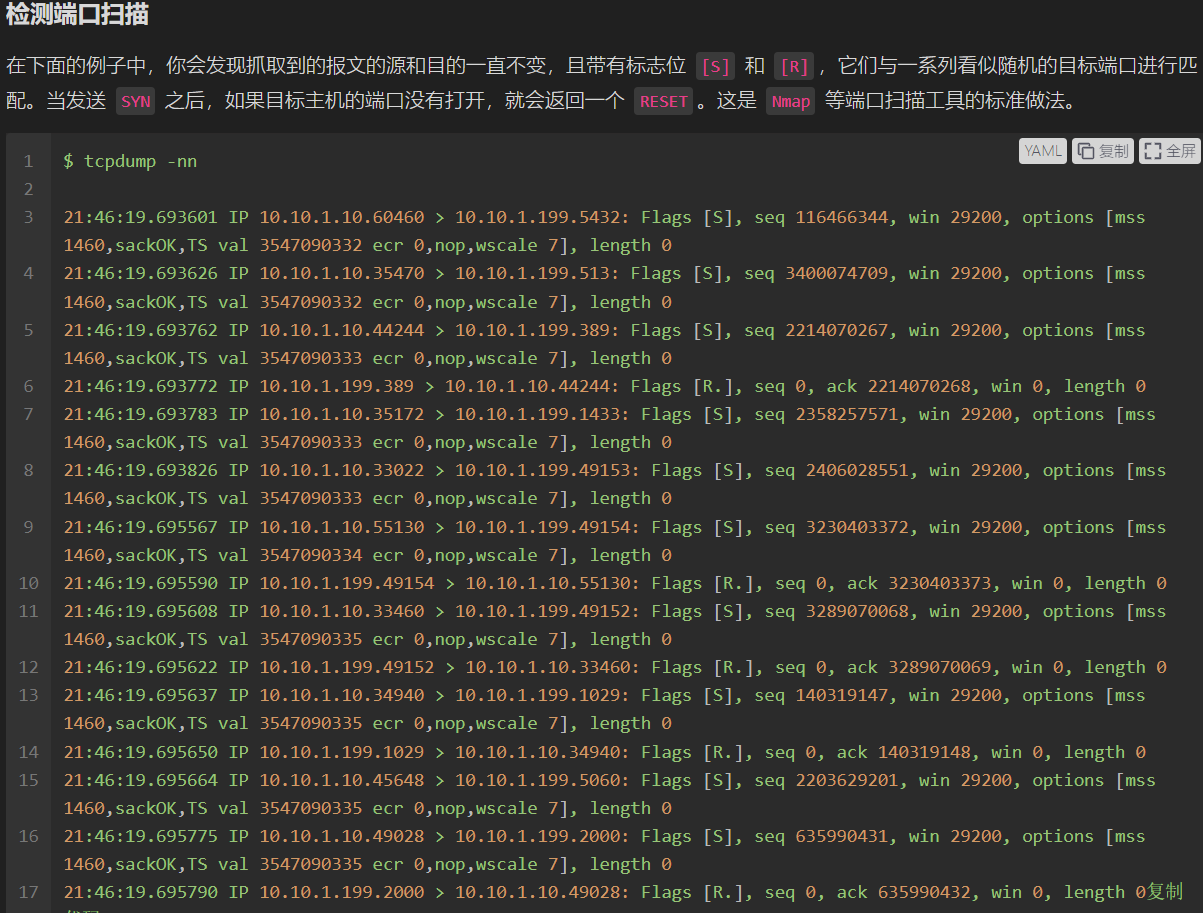 检测端口扫描
在下面的例子中，你会发现抓取到的报文的源和目的一直不变，且带有标志位 [S] 和 [R] ，它们与一系列看似随机的目标端口进行匹
配。当发送 SYN 之后，如果目标主机的端口没有打开，就会返回一个 RESET 。这是 Nmap 等端口扫描工具的标准做法。
YAML 复制 全屏
1 $ tcpdump -nn
2
3 21:46:19.693601 IP 10.10.1.10.60460 > 10.10.1.199.5432: Flags [S], seq 116466344, win 29200, options [mss
1460,sackOK,TS val 3547090332 ecr 0,nop,wscale 7], length 0
4 21:46:19.693626 IP 10.10.1.10.35470 > 10.10.1.199.513: Flags [S], seq 3400074709, win 29200, options [mss
1460,sackOK,TS val 3547090332 ecr 0,nop,wscale 7], length 0
5 21:46:19.693762 IP 10.10.1.10.44244 > 10.10.1.199.389: Flags [S], seq 2214070267, win 29200, options [mss
1460,sackOK,TS val 3547090333 ecr 0,nop,wscale 7], length 0
6 21:46:19.693772 IP 10.10.1.199.389 > 10.10.1.10.44244: Flags [R.], seq 0, ack 2214070268, win 0, length 0
7 21:46:19.693783 IP 10.10.1.10.35172 > 10.10.1.199.1433: Flags [S], seq 2358257571, win 29200, options [mss
1460,sackOK,TS val 3547090333 ecr 0,nop,wscale 7], length 0
8 21:46:19.693826 IP 10.10.1.10.33022 > 10.10.1.199.49153: Flags [S], seq 2406028551, win 29200, options [mss
1460,sackOK,TS val 3547090333 ecr 0,nop,wscale 7], length 0
9 21:46:19.695567 IP 10.10.1.10.55130 > 10.10.1.199.49154: Flags [S], seq 3230403372, win 29200, options [mss
1460,sackOK,TS val 3547090334 ecr 0,nop,wscale 7], length 0
10 21:46:19.695590 IP 10.10.1.199.49154 > 10.10.1.10.55130: Flags [R.], seq 0, ack 3230403373, win 0, length 0
11 21:46:19.695608 IP 10.10.1.10.33460 > 10.10.1.199.49152: Flags [S], seq 3289070068, win 29200, options [mss
1460,sackOK,TS val 3547090335 ecr 0,nop,wscale 7], length 0
12 21:46:19.695622 IP 10.10.1.199.49152 > 10.10.1.10.33460: Flags [R.], seq 0, ack 3289070069, win 0, length 0
13 21:46:19.695637 IP 10.10.1.10.34940 > 10.10.1.199.1029: Flags [S], seq 140319147, win 29200, options [mss
1460,sackOK,TS val 3547090335 ecr 0,nop,wscale 7], length 0
14 21:46:19.695650 IP 10.10.1.199.1029 > 10.10.1.10.34940: Flags [R.], seq 0, ack 140319148, win 0, length 0
15 21:46:19.695664 IP 10.10.1.10.45648 > 10.10.1.199.5060: Flags [S], seq 2203629201, win 29200, options [mss
1460,sackOK,TS val 3547090335 ecr 0,nop,wscale 7], length 0
16 21:46:19.695775 IP 10.10.1.10.49028 > 10.10.1.199.2000: Flags [S], seq 635990431, win 29200, options [mss
1460,sackOK,TS val 3547090335 ecr 0,nop,wscale 7], length 0
17 21:46:19.695790 IP 10.10.1.199.2000 > 10.10.1.10.49028: Flags [R.], seq 0, ack 635990432, win 0, length 0复制